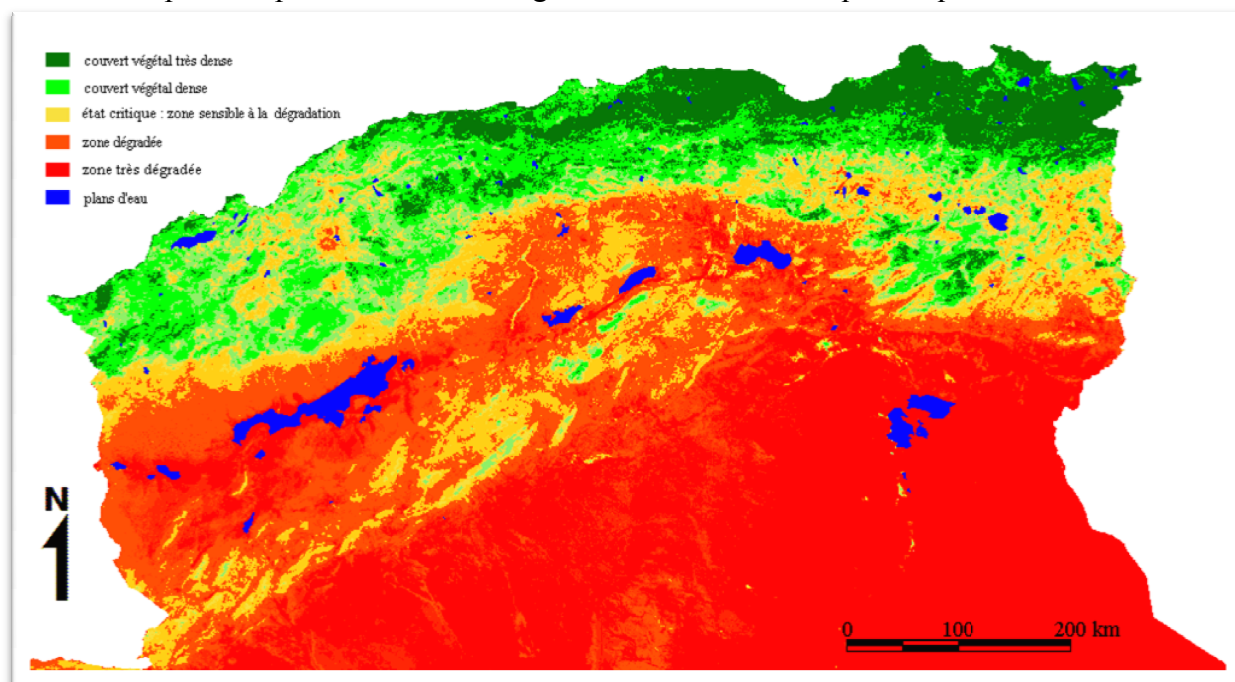 couvert végétal très dense
couvert végétal dense
état critique : zone sensible à la dégradation
zone dégradée
zone très dégradée
plans d'eau
N
0 100 200 km